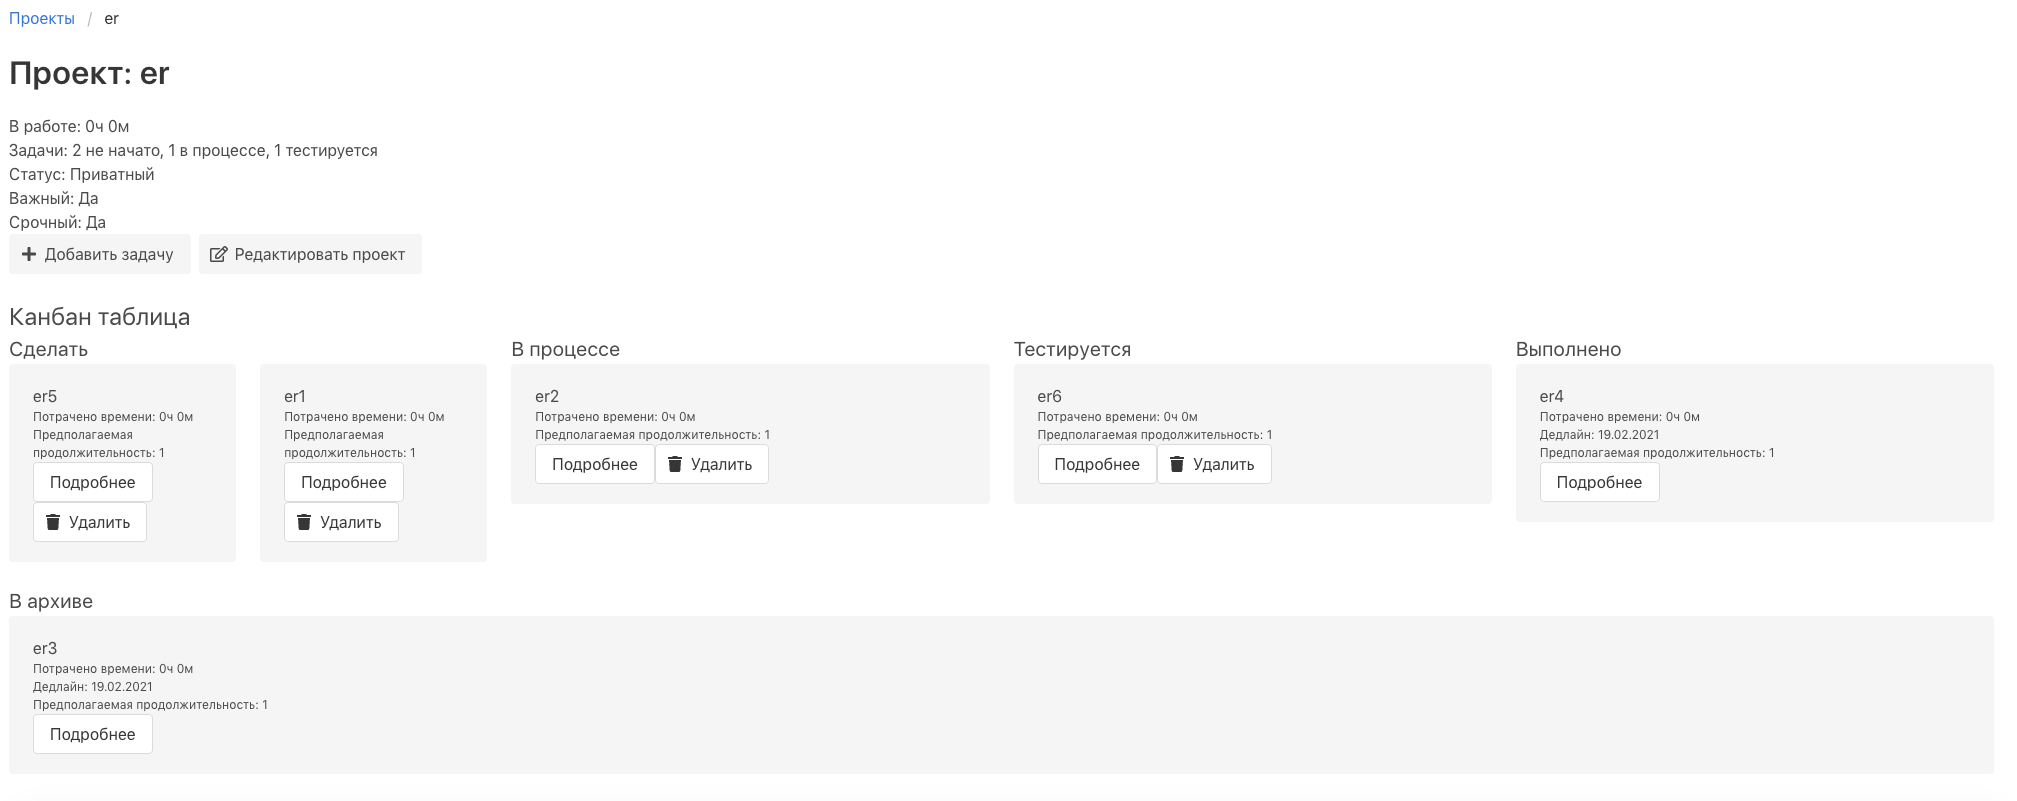 Проекты / er
Проект: er
В работе: 0ч 0м
Задачи: 2 не начато, 1 в процессе, 1 тестируется
Статус: Приватный
Важный: Да
Срочный: Да
Добавить задачу
Редактировать проект
Канбан таблица
Сделать
er5
Потрачено времени: 0ч 0м
Предполагаемая
продолжительность: 1
Подробнее
Удалить
er1
Потрачено времени: 0ч 0м
Предполагаемая
продолжительность: 1
Подробнее
Удалить
В процессе
er2
Потрачено времени: 0ч 0м
Предполагаемая продолжительность: 1
Подробнее
Удалить
Тестируется
er6
Потрачено времени: 0ч 0м
Предполагаемая продолжительность: 1
Подробнее
Удалить
Выполнено
er4
Потрачено времени: 0ч 0м
Дедлайн: 19.02.2021
Предполагаемая продолжительность: 1
Подробнее
В архиве
er3
Потрачено времени: 0ч 0м
Дедлайн: 19.02.2021
Предполагаемая продолжительность: 1
Подробнее